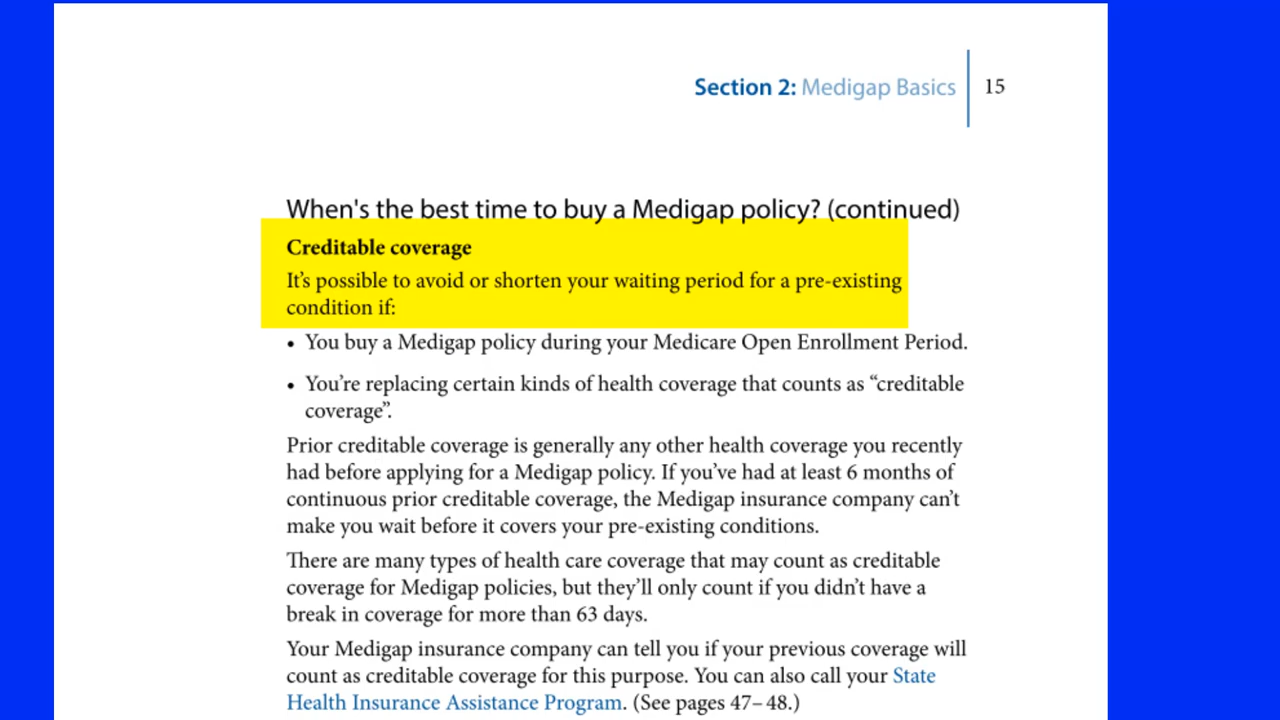 Section 2: Medigap Basics 15
When's the best time to buy a Medigap policy? (continued)
Creditable coverage
It’s possible to avoid or shorten your waiting period for a pre-existing
condition if:
• You buy a Medigap policy during your Medicare Open Enrollment Period.
• You’re replacing certain kinds of health coverage that counts as “creditable
coverage”.
Prior creditable coverage is generally any other health coverage you recently
had before applying for a Medigap policy. If you’ve had at least 6 months of
continuous prior creditable coverage, the Medigap insurance company can’t
make you wait before it covers your pre-existing conditions.
There are many types of health care coverage that may count as creditable
coverage for Medigap policies, but they’ll only count if you didn’t have a
break in coverage for more than 63 days.
Your Medigap insurance company can tell you if your previous coverage will
count as creditable coverage for this purpose. You can also call your State
Health Insurance Assistance Program. (See pages 47–48.)